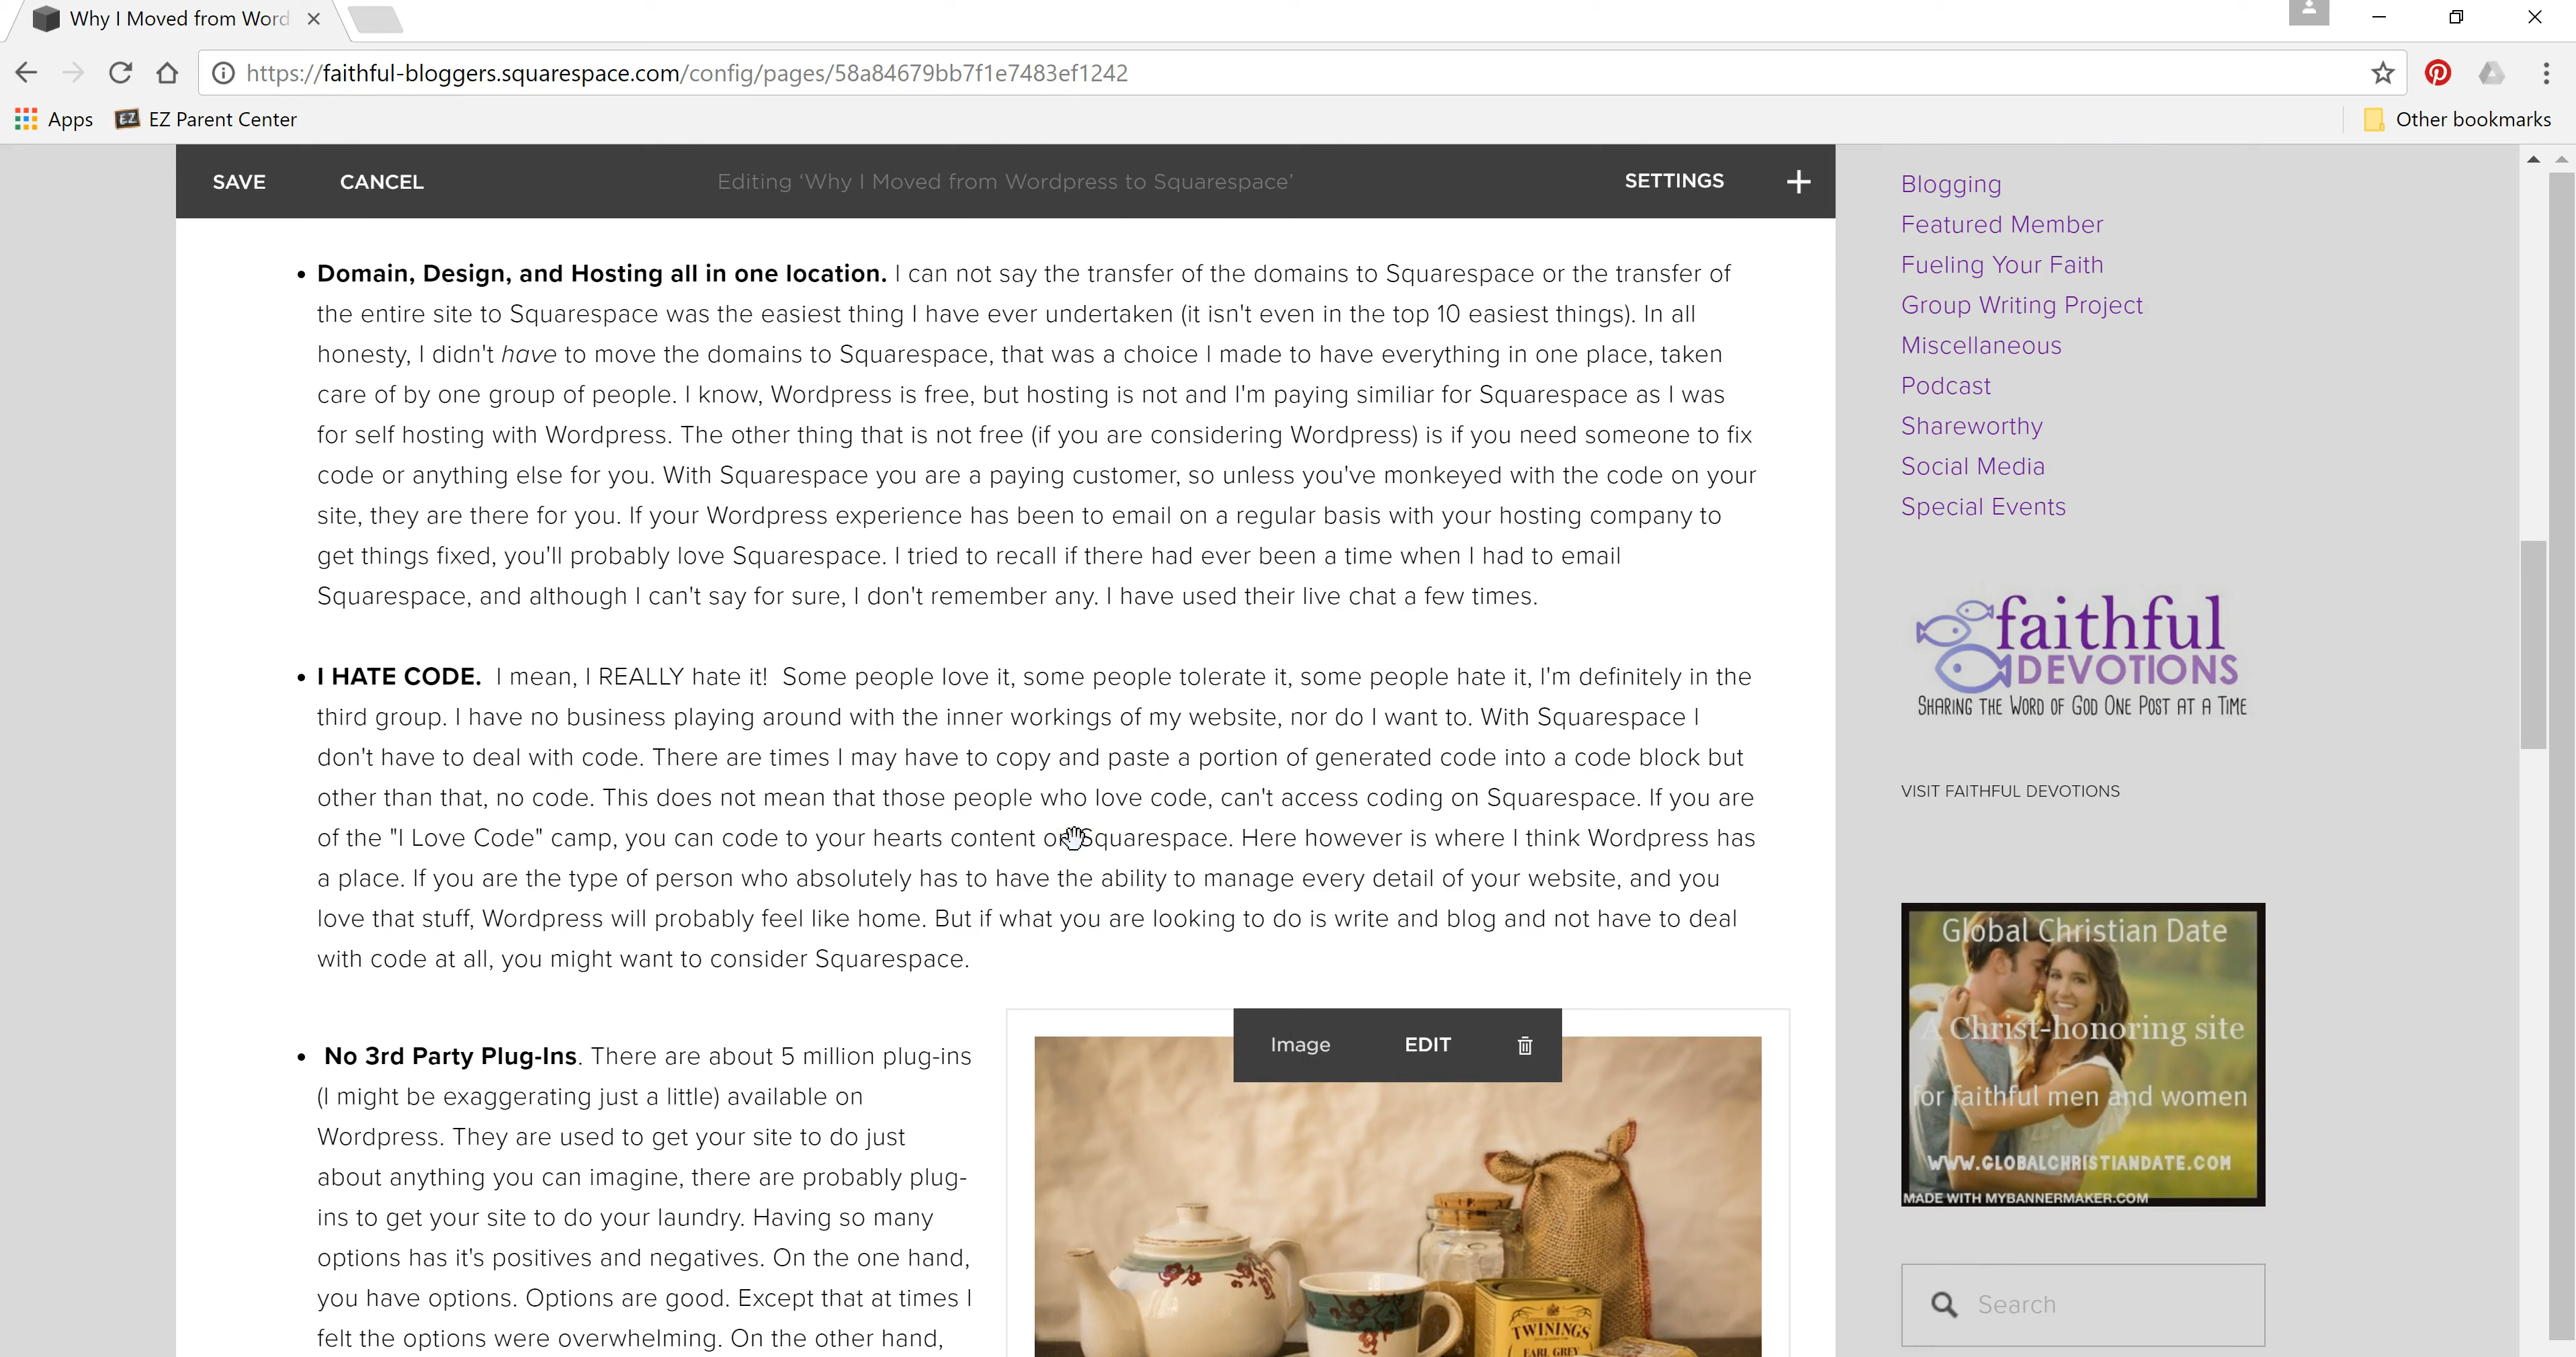 Why I Moved from Word
https://faithful-bloggers.squarespace.com/config/pages/58a84679bb7f1e7483ef1242
Apps
EZ
EZ Parent Center
Other bookmarks
SAVE
CANCEL
Editing ‘Why I Moved from Wordpress to Squarespace’
SETTINGS
• Domain, Design, and Hosting all in one location. I can not say the transfer of the domains to Squarespace or the transfer of
the entire site to Squarespace was the easiest thing I have ever undertaken (it isn't even in the top 10 easiest things). In all
honesty, I didn't have to move the domains to Squarespace, that was a choice I made to have everything in one place, taken
care of by one group of people. I know, Wordpress is free, but hosting is not and I'm paying similiar for Squarespace as I was
for self hosting with Wordpress. The other thing that is not free (if you are considering Wordpress) is if you need someone to fix
code or anything else for you. With Squarespace you are a paying customer, so unless you've monkeyed with the code on your
site, they are there for you. If your Wordpress experience has been to email on a regular basis with your hosting company to
get things fixed, you'll probably love Squarespace. I tried to recall if there had ever been a time when I had to email
Squarespace, and although I can't say for sure, I don't remember any. I have used their live chat a few times.
• I HATE CODE. I mean, I REALLY hate it! Some people love it, some people tolerate it, some people hate it, I'm definitely in the
third group. I have no business playing around with the inner workings of my website, nor do I want to. With Squarespace I
don't have to deal with code. There are times I may have to copy and paste a portion of generated code into a code block but
other than that, no code. This does not mean that those people who love code, can't access coding on Squarespace. If you are
of the "I Love Code" camp, you can code to your hearts content on Squarespace. Here however is where I think Wordpress has
a place. If you are the type of person who absolutely has to have the ability to manage every detail of your website, and you
love that stuff, Wordpress will probably feel like home. But if what you are looking to do is write and blog and not have to deal
with code at all, you might want to consider Squarespace.
• No 3rd Party Plug-Ins. There are about 5 million plug-ins
(I might be exaggerating just a little) available on
Wordpress. They are used to get your site to do just
about anything you can imagine, there are probably plug-
ins to get your site to do your laundry. Having so many
options has it's positives and negatives. On the one hand,
you have options. Options are good. Except that at times I
felt the options were overwhelming. On the other hand,
Image
EDIT
TWININGS
EARL GREY
Blogging
Featured Member
Fueling Your Faith
Group Writing Project
Miscellaneous
Podcast
Shareworthy
Social Media
Special Events
faithful
DEVOTIONS
SHARING THE WORD OF GOD ONE POST AT A TIME
VISIT FAITHFUL DEVOTIONS
Global Christian Date
A Christ-honoring site
for faithful men and women
WWW.GLOBALCHRISTIANDATE.COM
MADE WITH MYBANNERMAKER.COM
Search